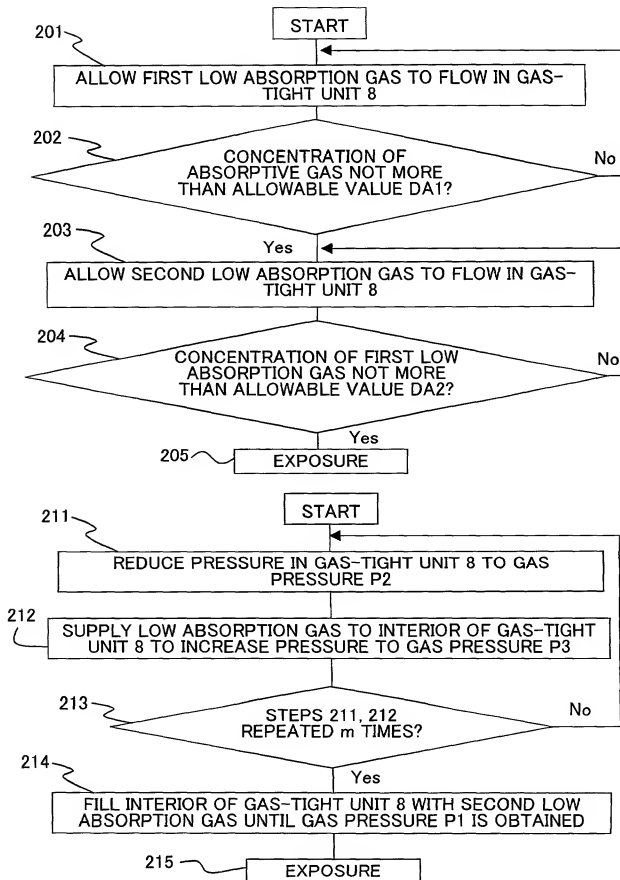 START
201
ALLOW FIRST LOW ABSORPTION GAS TO FLOW IN GAS-
TIGHT UNIT 8
202
CONCENTRATION OF
ABSORPTIVE GAS NOT MORE
THAN ALLOWABLE VALUE DA1?
No
203
Yes
ALLOW SECOND LOW ABSORPTION GAS TO FLOW IN GAS-
TIGHT UNIT 8
204
CONCENTRATION OF FIRST LOW
ABSORPTION GAS NOT MORE
THAN ALLOWABLE VALUE DA2?
No
Yes
205
EXPOSURE
START
211
REDUCE PRESSURE IN GAS-TIGHT UNIT 8 TO GAS
PRESSURE P2
212
SUPPLY LOW ABSORPTION GAS TO INTERIOR OF GAS-TIGHT
UNIT 8 TO INCREASE PRESSURE TO GAS PRESSURE P3
213
STEPS 211, 212
REPEATED m TIMES?
No
214
Yes
FILL INTERIOR OF GAS-TIGHT UNIT 8 WITH SECOND LOW
ABSORPTION GAS UNTIL GAS PRESSURE P1 IS OBTAINED
215
EXPOSURE